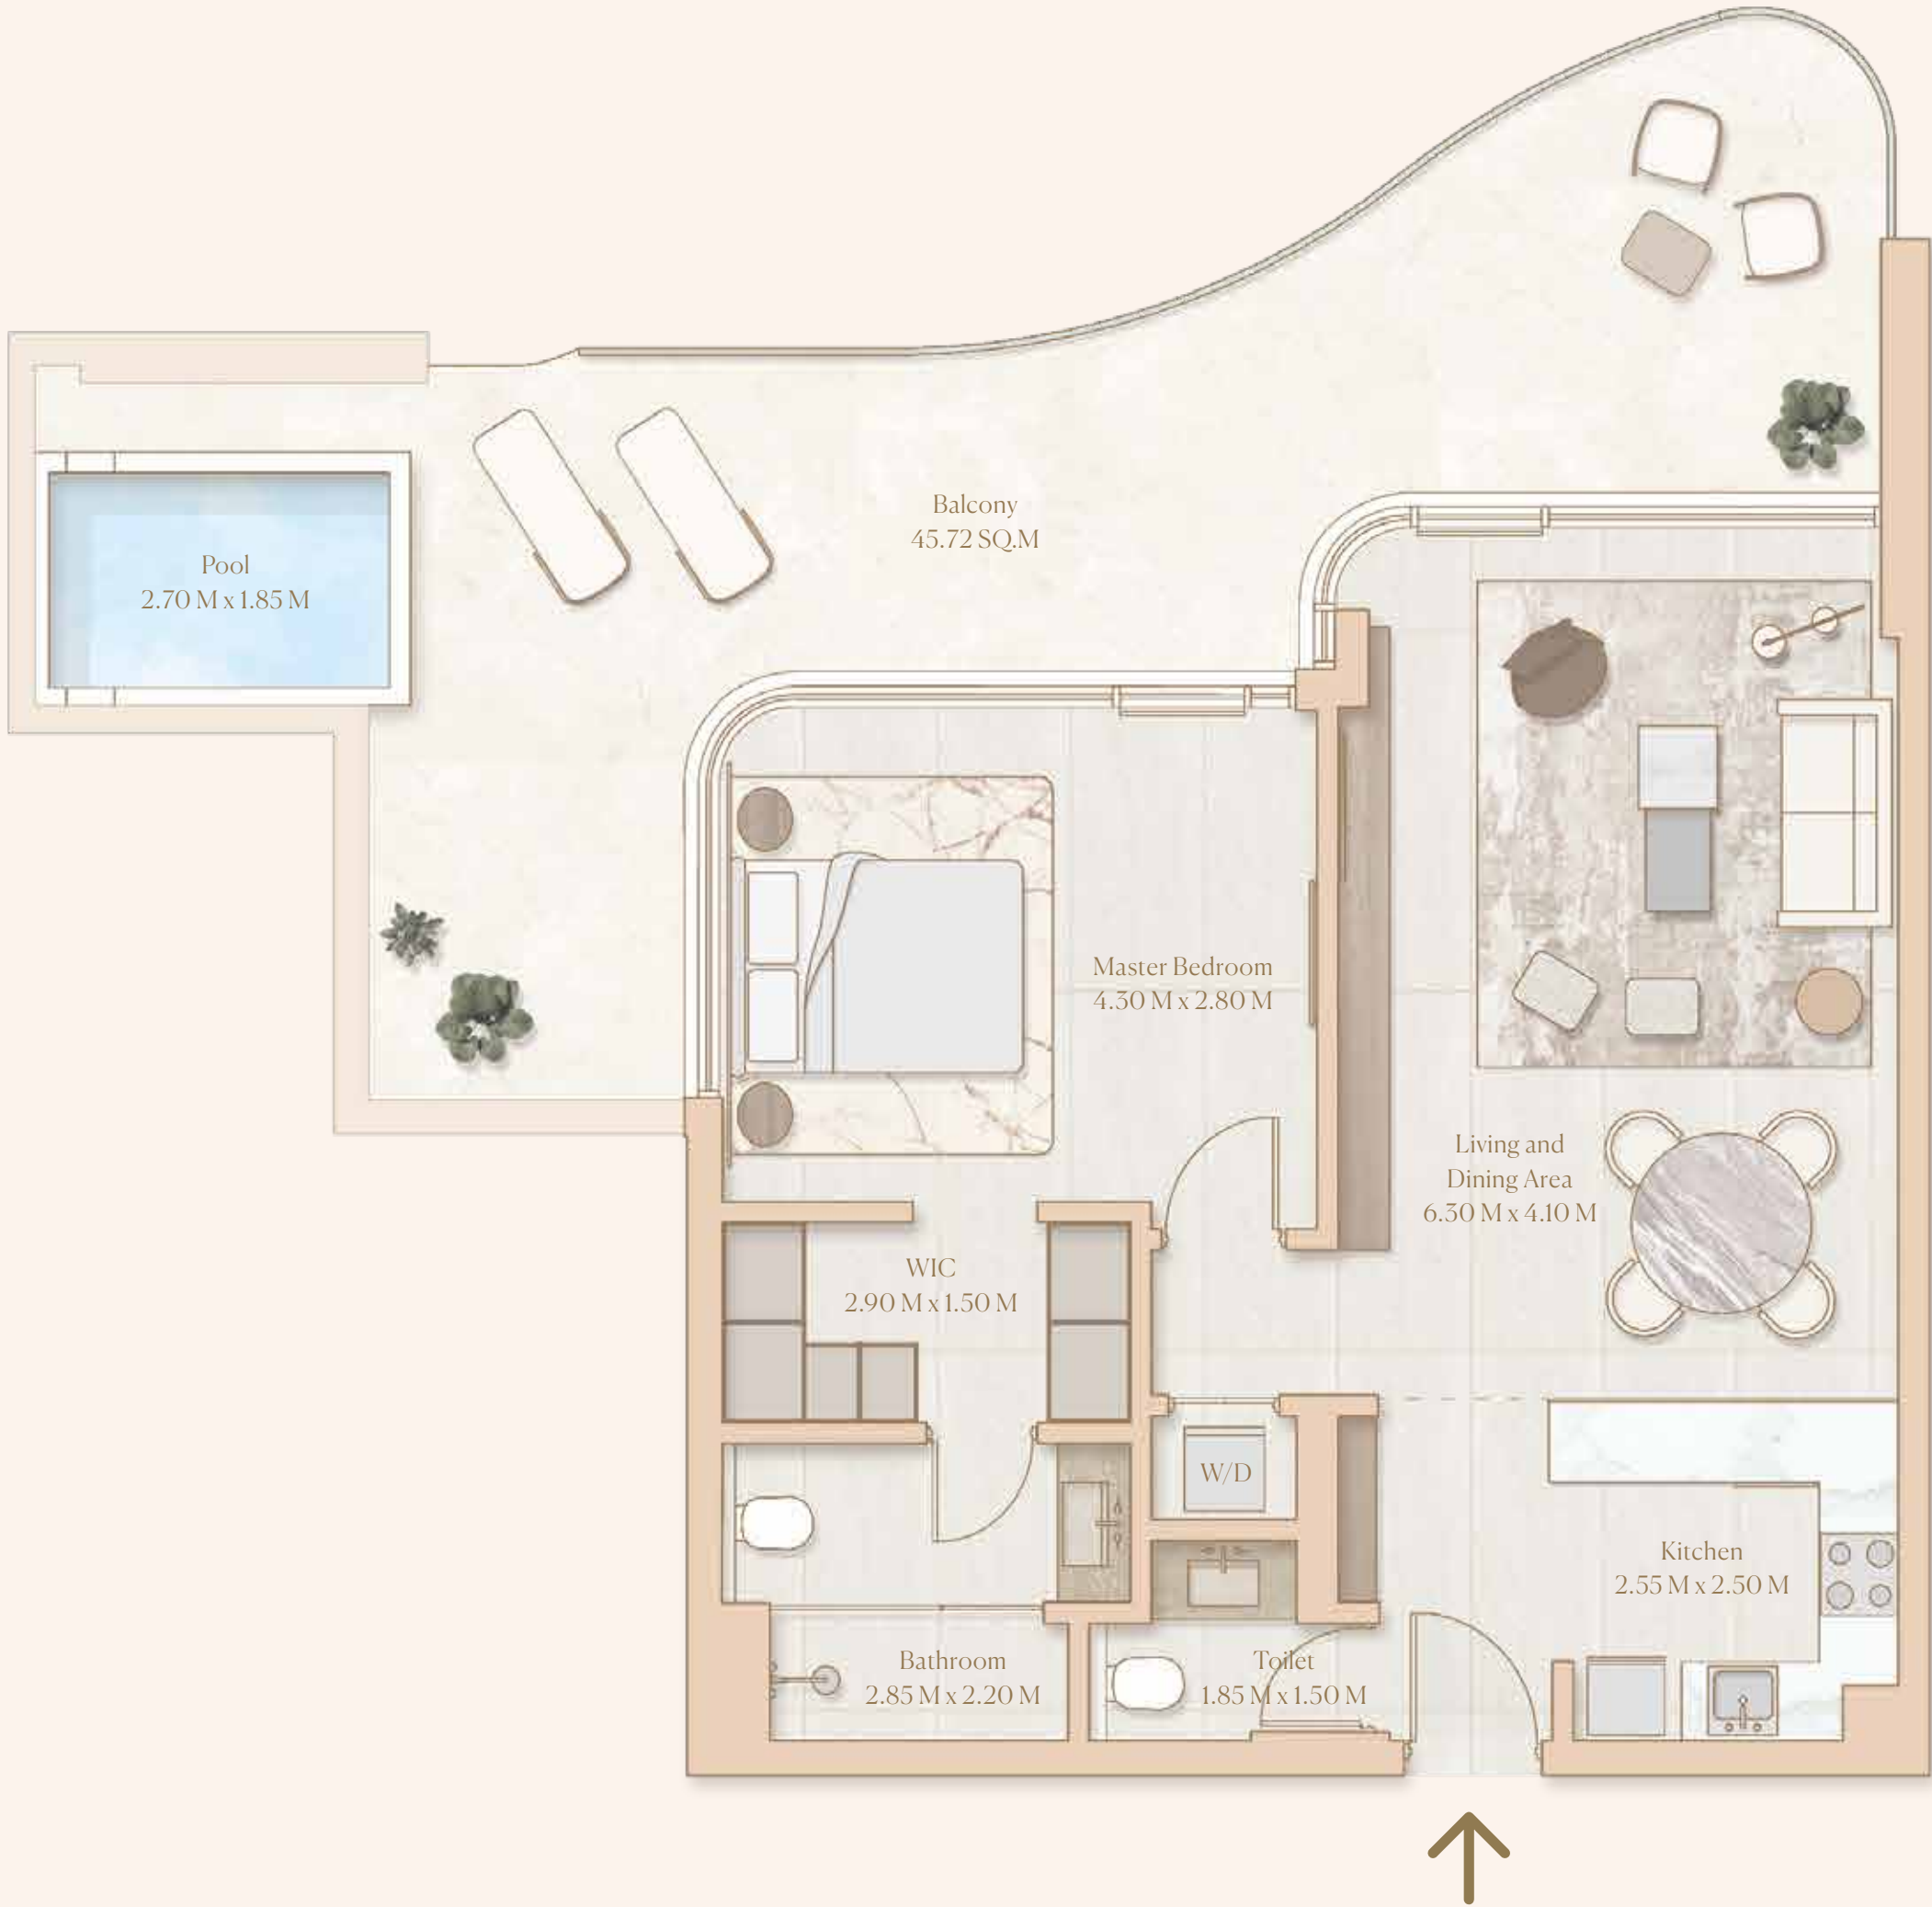 Balcony
45.72 SQ.M
Pool
2.70 M x 1.85 M
Master Bedroom
4.30 M x 2.80 M
Living and
Dining Area
6.30 M x 4.10 M
WIC
2.90 M x 1.50 M
W/D
Kitchen
2.55 M x 2.50 M
Bathroom
2.85 M x 2.20 M
Toilet
1.85 M x 1.50 M